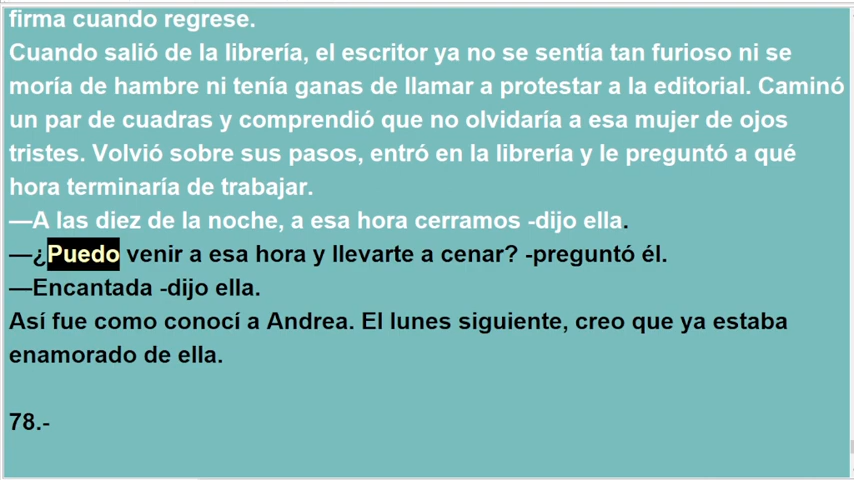 firma cuando regrese.
Cuando salió de la librería, el escritor ya no se sentía tan furioso ni se
moría de hambre ni tenía ganas de llamar a protestar a la editorial. Caminó
un par de cuadras y comprendió que no olvidaría a esa mujer de ojos
tristes. Volvió sobre sus pasos, entró en la librería y le preguntó a qué
hora terminaría de trabajar.
—A las diez de la noche, a esa hora cerramos -dijo ella.
—¿Puedo venir a esa hora y llevarte a cenar? -preguntó él.
—Encantada -dijo ella.
Así fue como conocí a Andrea. El lunes siguiente, creo que ya estaba
enamorado de ella.
78.-